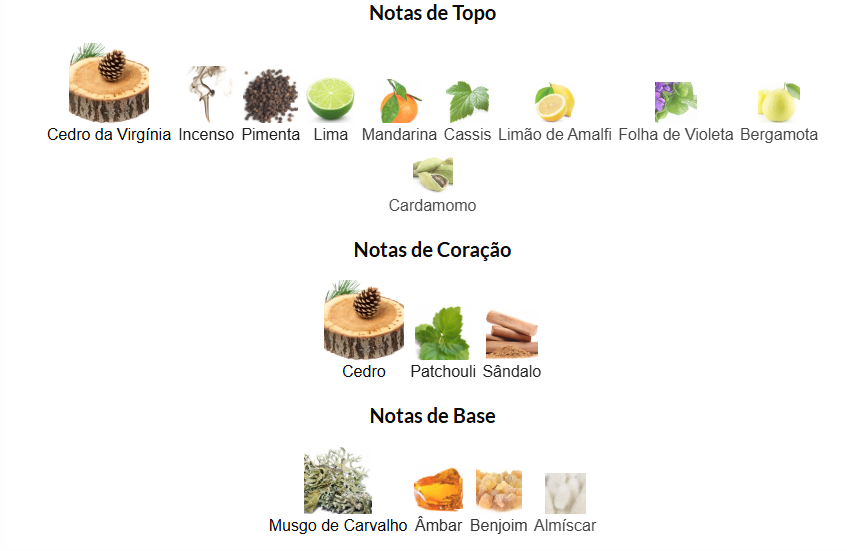 Notas de Topo
Cedro da Virgínia Incenso Pimenta Lima Mandarina Cassis Limão de Amalfi Folha de Violeta Bergamota
Cardamomo
Notas de Coração
Cedro Patchouli Sândalo
Notas de Base
Musgo de Carvalho Âmbar Benjoim Almíscar